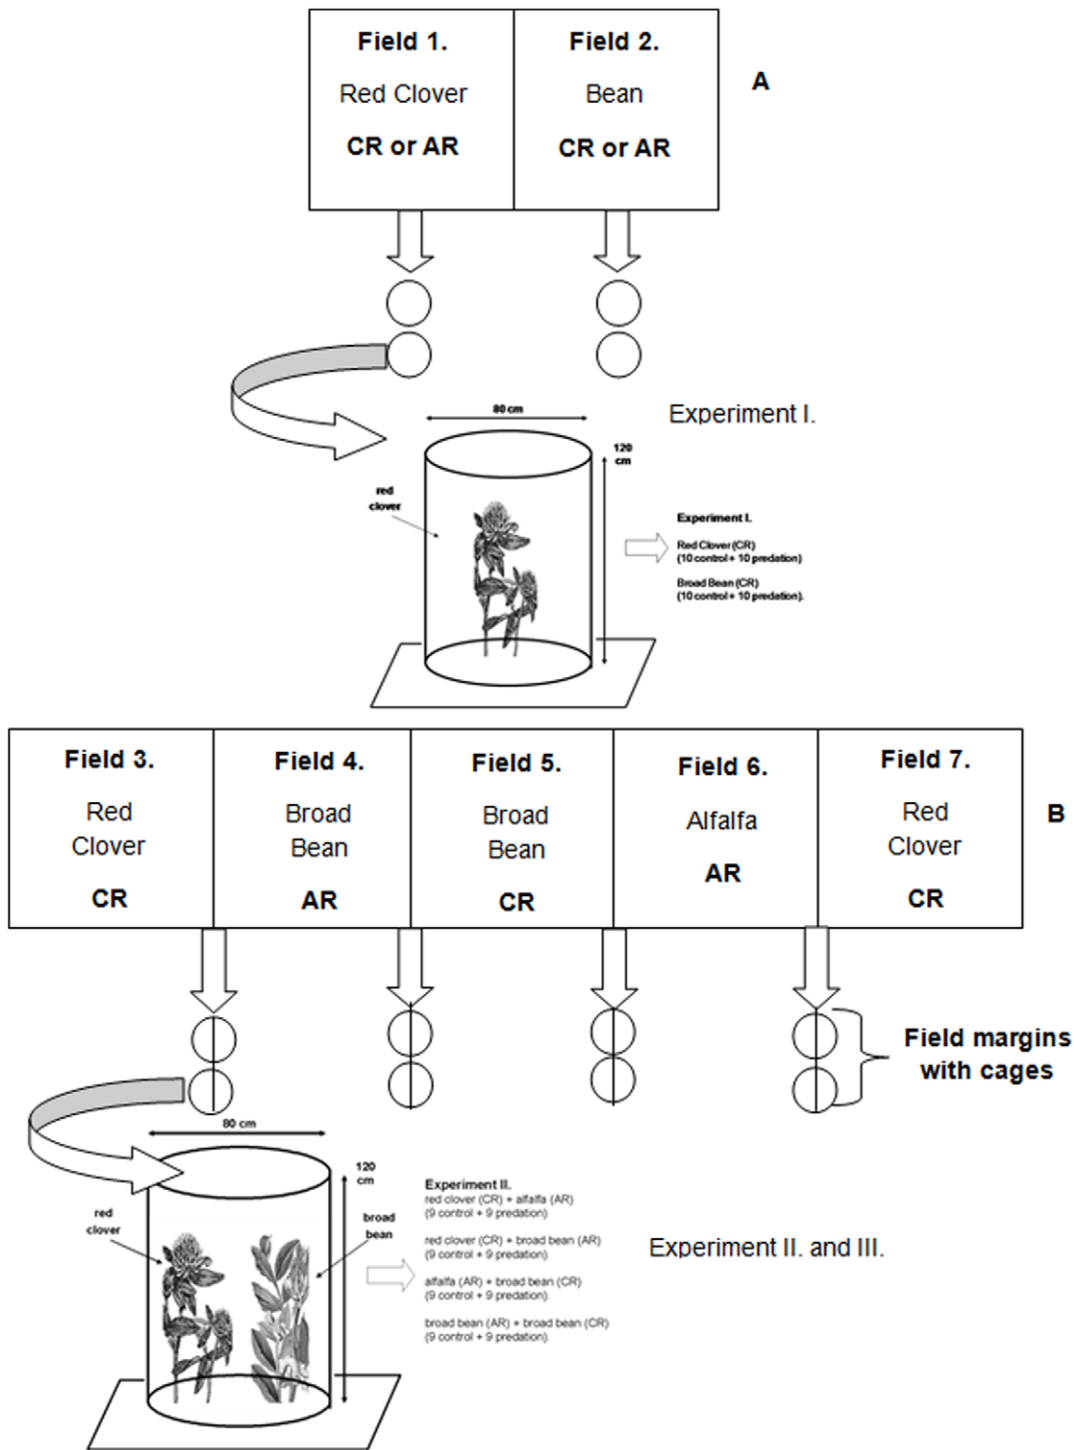 Field 1.
Red Clover
CR or AR
Field 2.
Bean
CR or AR
A
Experiment I.
80 cm
120
cm
red
clover
Experiment I.
Red Clover (CR)
(10 control + 10 predation)
Broad Bean (CR)
(10 control + 10 predation).
Field 3.
Red
Clover
CR
Field 4.
Broad
Bean
AR
Field 5.
Broad
Bean
CR
Field 6.
Alfalfa
AR
Field 7.
Red
Clover
CR
B
Field margins
with cages
80 cm
120
cm
red
clover
broad
bean
Experiment II.
red clover (CR) + alfalfa (AR)
(9 control + 9 predation)
red clover (CR) + broad bean (AR)
(9 control + 9 predation).
alfalfa (AR) + broad bean (CR)
(9 control + 9 predation).
broad bean (AR) + broad bean (CR)
(9 control + 9 predation).
Experiment II. and III.